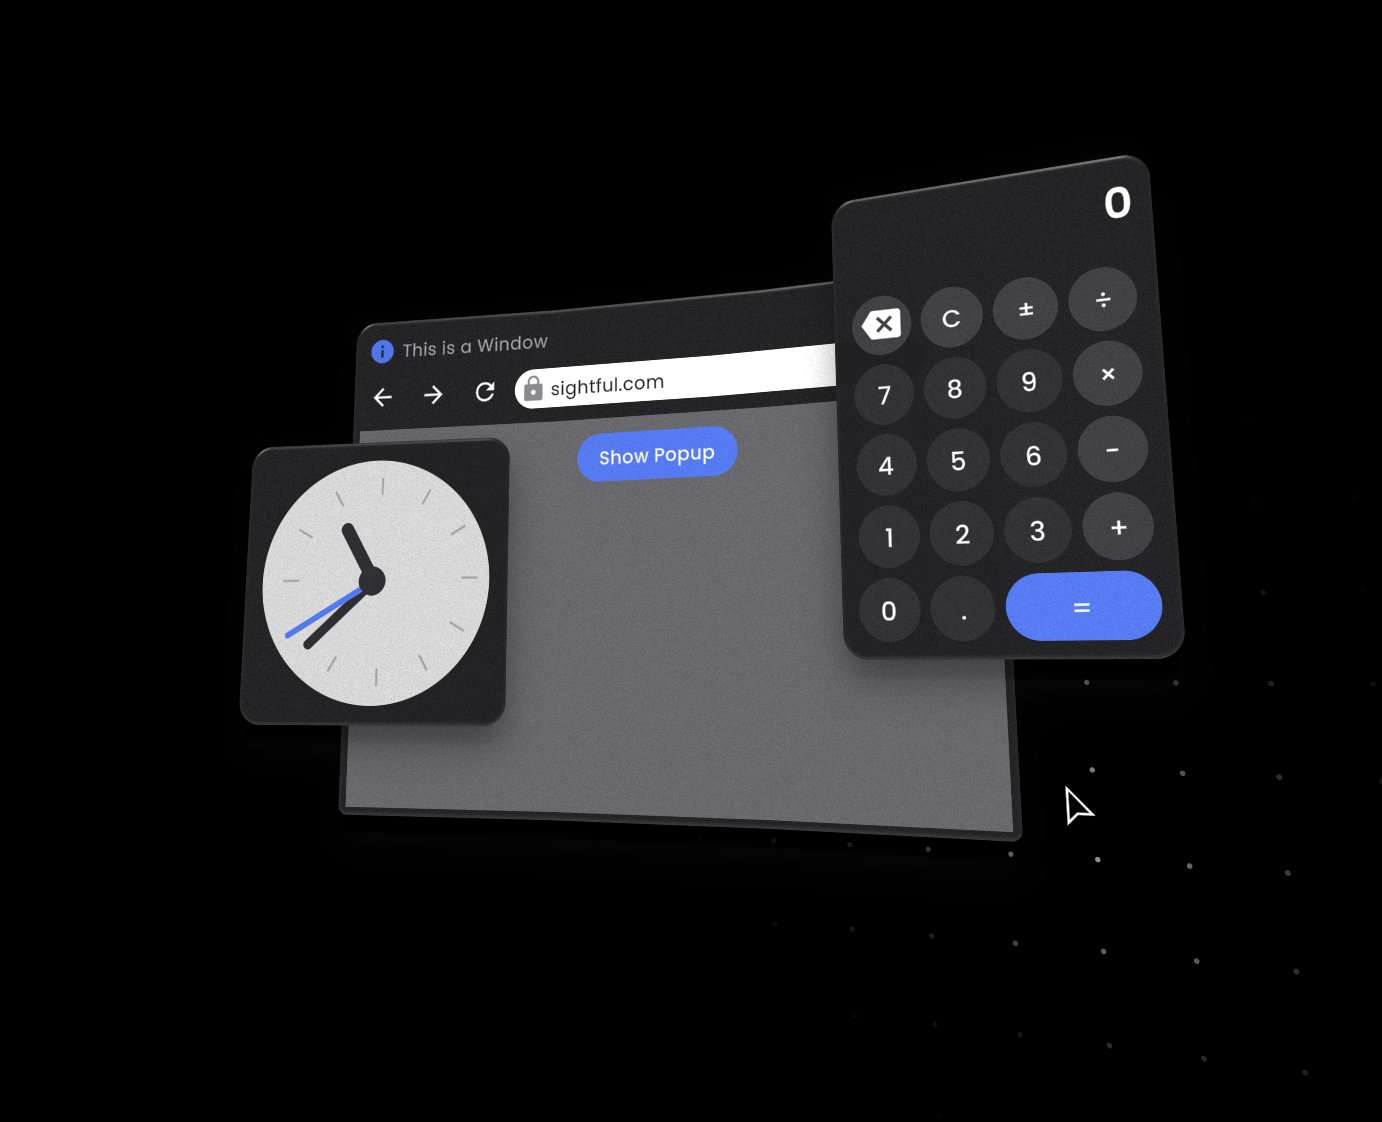 This is a Window
sightful.com
Show Popup
0
C ± ÷
7 8 9 ×
4 5 6 −
1 2 3 +
0 . =